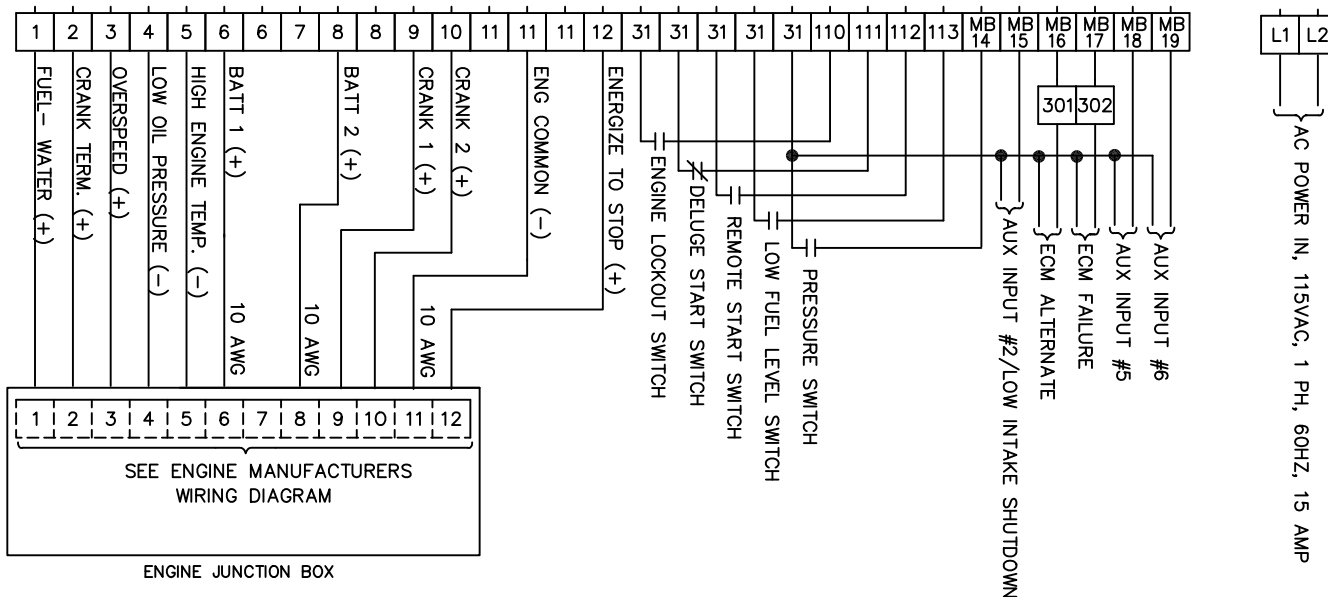 1 2 3 4 5 6 6 7 8 8 9 10 11 11 12 31 31 31 31 31 110 111 112 113 MB 14 MB 15 MB 16 MB 17 MB 18 MB 19 L1 L2
FUEL- WATER (+)
CRANK TERM. (+)
OVERSPEED (+)
LOW OIL PRESSURE (-)
HIGH ENGINE TEMP. (-)
BATT 1 (+)
10 AWG
BATT 2 (+)
10 AWG
CRANK 1 (+)
CRANK 2 (+)
10 AWG
ENG COMMON (-)
ENERGIZE TO STOP (+)
ENGINE LOCKOUT SWITCH
DELUGE START SWITCH
REMOTE START SWITCH
LOW FUEL LEVEL SWITCH
PRESSURE SWITCH
301 302
AUX INPUT #2/LOW INTAKE SHUTDOWN
ECM ALTERNATE
ECM FAILURE
AUX INPUT #5
AUX INPUT #6
AC POWER IN, 115VAC, 1 PH, 60HZ, 15 AMP
1 2 3 4 5 6 7 8 9 10 11 12
SEE ENGINE MANUFACTURERS
WIRING DIAGRAM
ENGINE JUNCTION BOX